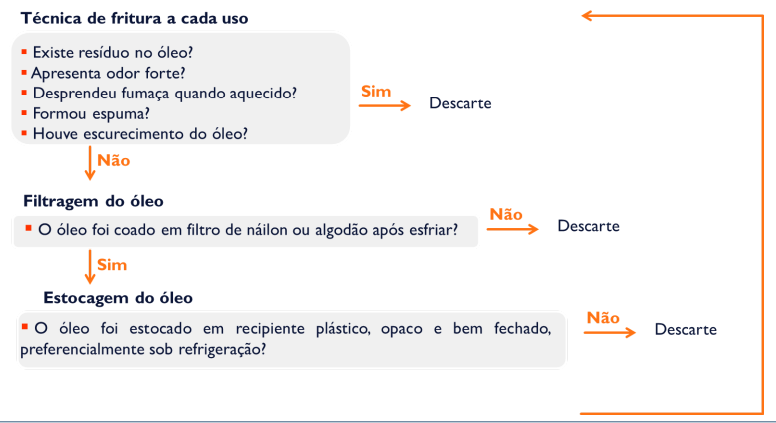 Técnica de fritura a cada uso
▪ Existe resíduo no óleo?
▪ Apresenta odor forte?
▪ Desprendeu fumaça quando aquecido?
▪ Formou espuma?
▪ Houve escurecimento do óleo?
Sim
Descarte
Não
Filtragem do óleo
▪ O óleo foi coado em filtro de náilon ou algodão após esfriar?
Não
Descarte
Sim
Estocagem do óleo
▪ O óleo foi estocado em recipiente plástico, opaco e bem fechado,
preferencialmente sob refrigeração?
Não
Descarte